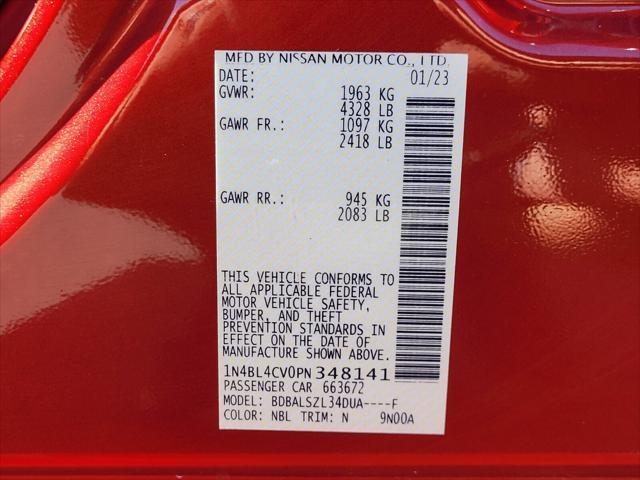 MFD BY NISSAN MOTOR CO., LTD.
DATE: 01/23
GVWR: 1963 KG
4328 LB
GAWR FR.: 1097 KG
2418 LB
GAWR RR.: 945 KG
2083 LB
THIS VEHICLE CONFORMS TO
ALL APPLICABLE FEDERAL
MOTOR VEHICLE SAFETY,
BUMPER, AND THEFT
PREVENTION STANDARDS IN
EFFECT ON THE DATE OF
MANUFACTURE SHOWN ABOVE.
1N4BL4CV0PN348141
PASSENGER CAR 663672
MODEL: BDBALSZL34DUA----F
COLOR: NBL TRIM: N 9N00A